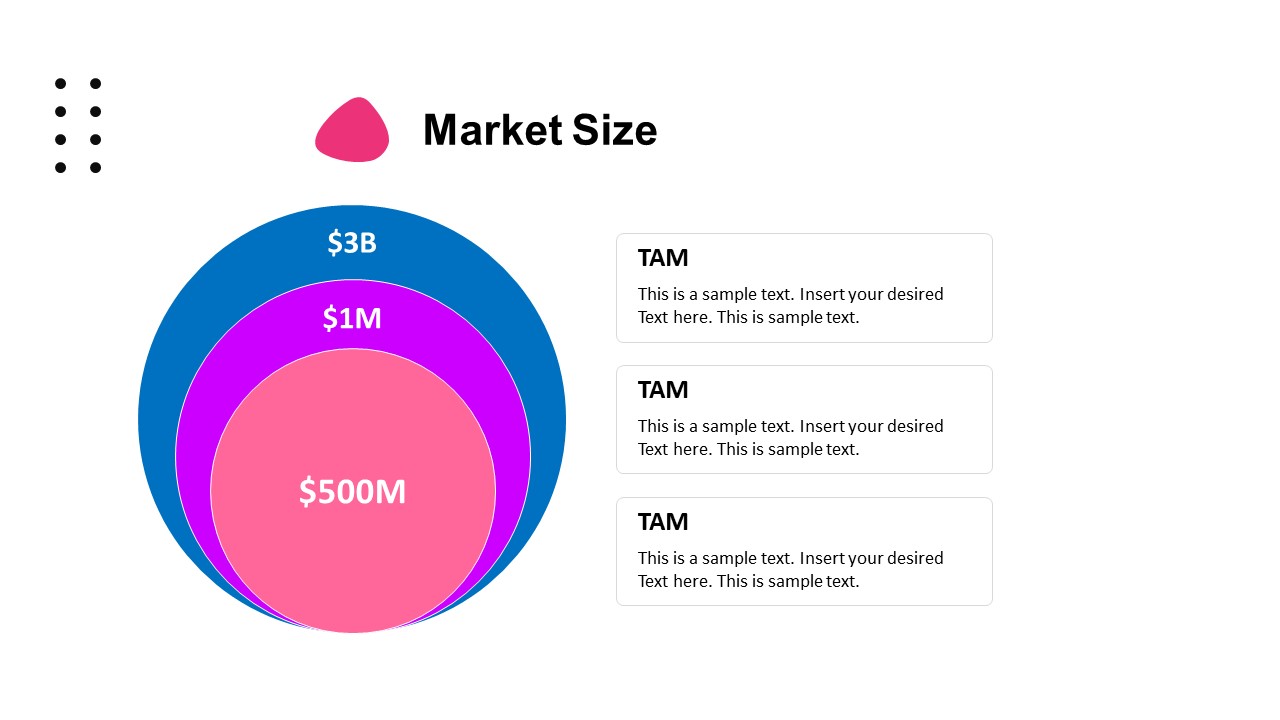 Market Size
$3B
$1M
$500M
TAM
This is a sample text. Insert your desired
Text here. This is sample text.
TAM
This is a sample text. Insert your desired
Text here. This is sample text.
TAM
This is a sample text. Insert your desired
Text here. This is sample text.